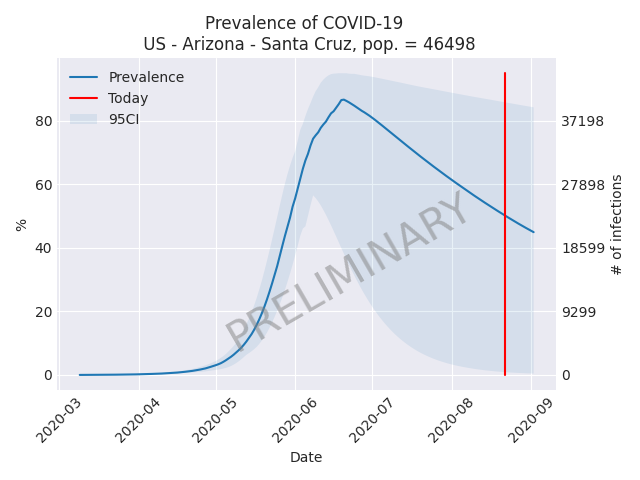 Prevalence of COVID-19
US - Arizona - Santa Cruz, pop. = 46498
Prevalence
Today
95CI
80
60
40
20
0
%
37198
27898
18599
9299
0
# of infections
PRELIMINARY
2020-03
2020-04
2020-05
2020-06
2020-07
2020-08
2020-09
Date